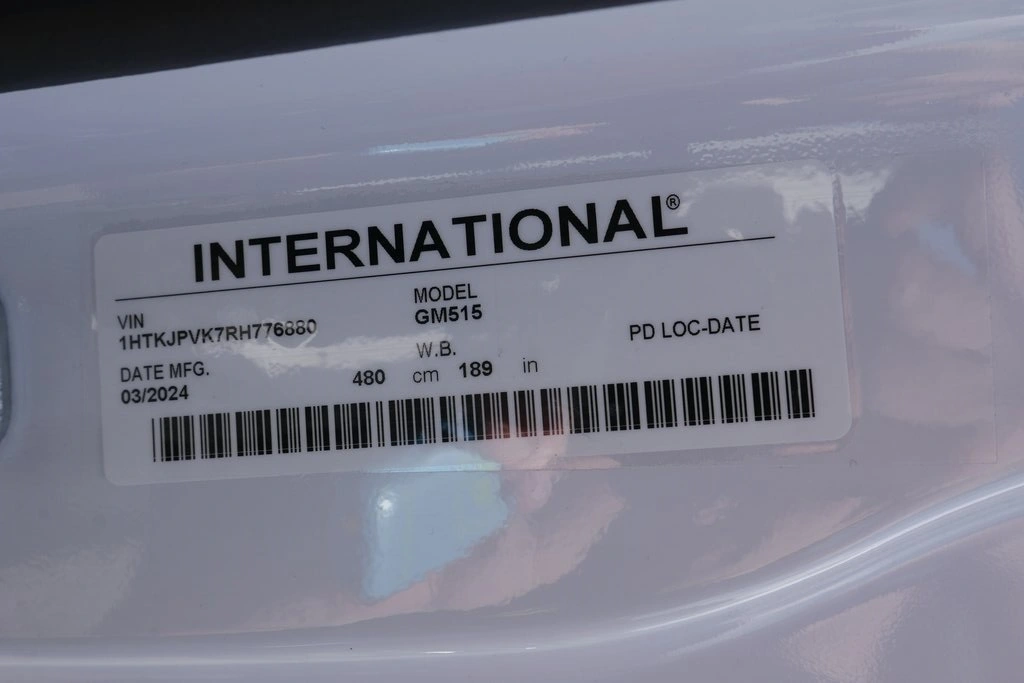 INTERNATIONAL®
VIN
1HTKJPVK7RH776880
MODEL
GM515
DATE MFG.
03/2024
W.B.
480 cm 189 in
PD LOC-DATE